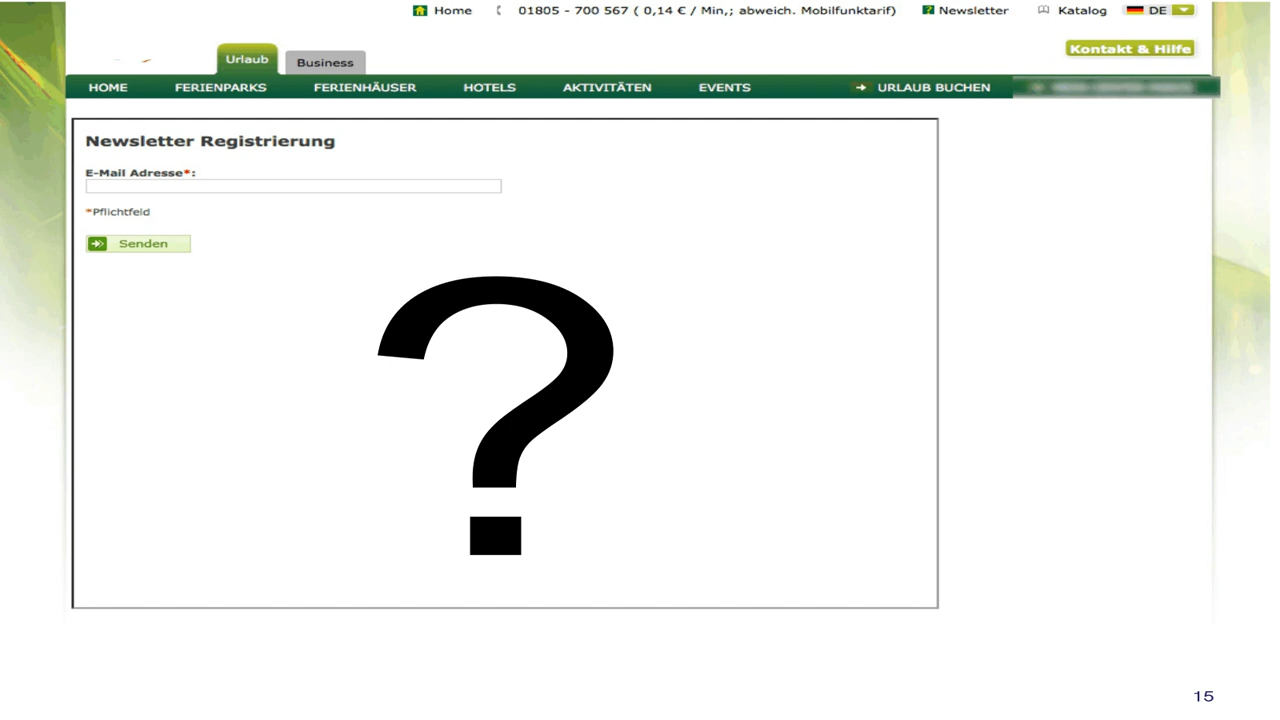 Home 01805 - 700 567 ( 0,14 € / Min,; abweich. Mobilfunktarif) Newsletter Katalog DE
Kontakt & Hilfe
Urlaub Business
HOME FERIENPARKS FERIENHÄUSER HOTELS AKTIVITÄTEN EVENTS URLAUB BUCHEN
Newsletter Registrierung
E-Mail Adresse*:
*Pflichtfeld
Senden
?
15